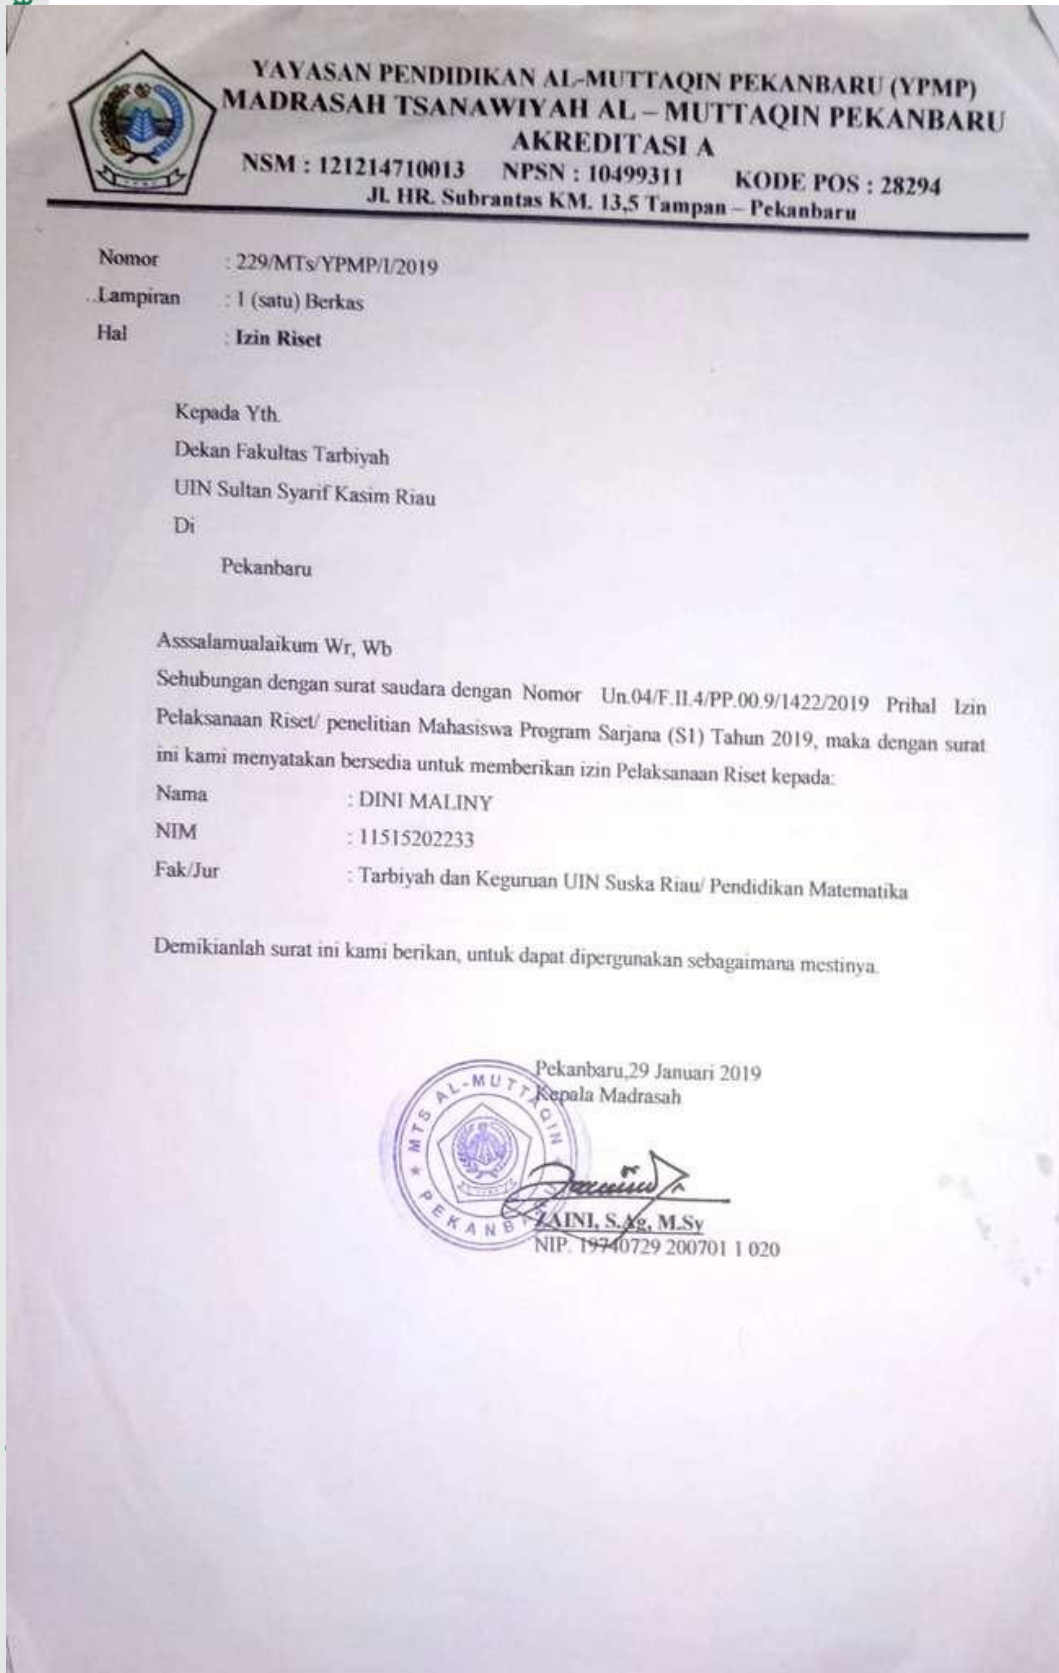 YAYASAN PENDIDIKAN AL-MUTTAQIN PEKANBARU (YPMP)
MADRASAH TSANAWIYAH AL – MUTTAQIN PEKANBARU
AKREDITASI A
NSM : 121214710013 NPSN : 10499311 KODE POS : 28294
Jl. HR. Subrantas KM. 13,5 Tampan – Pekanbaru
Nomor : 229/MTs/YPMP/I/2019
Lampiran : 1 (satu) Berkas
Hal : Izin Riset
Kepada Yth.
Dekan Fakultas Tarbiyah
UIN Sultan Syarif Kasim Riau
Di
Pekanbaru
Asssalamualaikum Wr, Wb
Sehubungan dengan surat saudara dengan Nomor Un.04/F.II.4/PP.00.9/1422/2019 Prihal Izin
Pelaksanaan Riset/ penelitian Mahasiswa Program Sarjana (S1) Tahun 2019, maka dengan surat
ini kami menyatakan bersedia untuk memberikan izin Pelaksanaan Riset kepada:
Nama : DINI MALINY
NIM : 11515202233
Fak/Jur : Tarbiyah dan Keguruan UIN Suska Riau/ Pendidikan Matematika
Demikianlah surat ini kami berikan, untuk dapat dipergunakan sebagaimana mestinya.
Pekanbaru,29 Januari 2019
Kepala Madrasah
MTS AL-MUTTAQIN
PEKANBARU
ZAINI, S.Ag, M.Sy
NIP. 19740729 200701 1 020